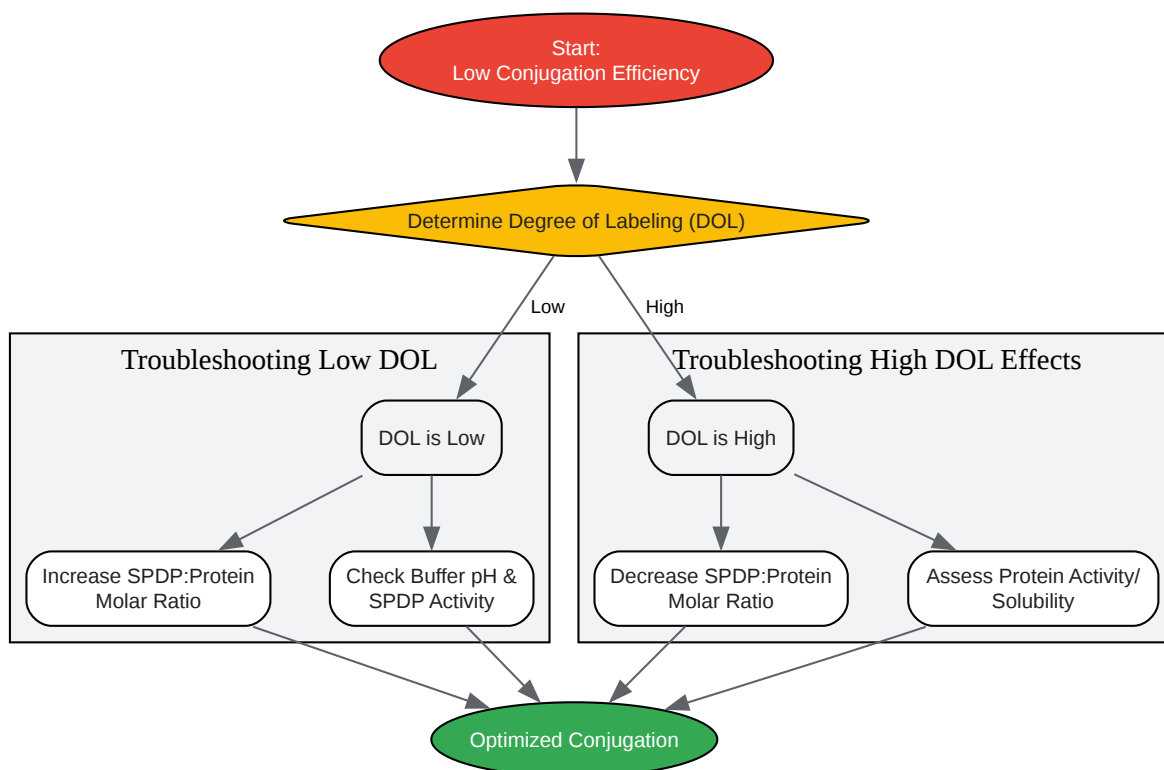 Start:
Low Conjugation Efficiency
Determine Degree of Labeling (DOL)
Low
High
Troubleshooting Low DOL
Troubleshooting High DOL Effects
DOL is Low
DOL is High
Increase SPDP:Protein
Molar Ratio
Check Buffer pH &
SPDP Activity
Decrease SPDP:Protein
Molar Ratio
Assess Protein Activity/
Solubility
Optimized Conjugation